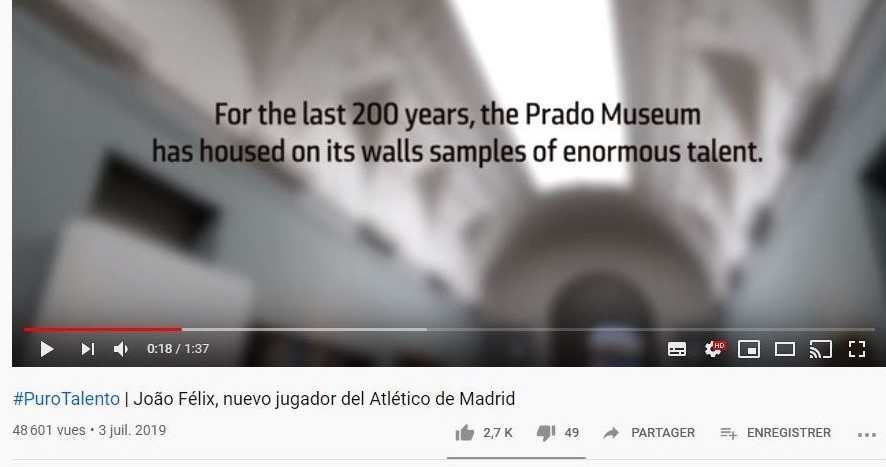 For the last 200 years, the Prado Museum
has housed on its walls samples of enormous talent.
0:18 / 1:37
HD
#PuroTalento | João Félix, nuevo jugador del Atlético de Madrid
48 601 vues • 3 juil. 2019
2,7 K
49
PARTAGER
ENREGISTRER